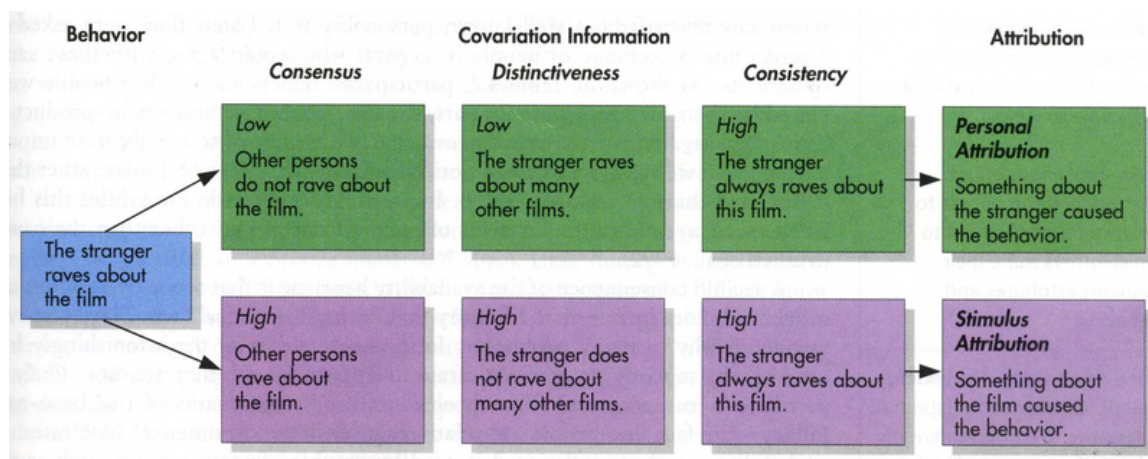 Behavior
Covariation Information
Attribution
Consensus
Distinctiveness
Consistency
Low
Other persons
do not rave about
the film.
Low
The stranger raves
about many
other films.
High
The stranger
always raves about
this film.
Personal
Attribution
Something about
the stranger caused
the behavior.
The stranger
raves about
the film
High
Other persons
rave about
the film.
High
The stranger does
not rave about
many other films.
High
The stranger
always raves about
this film.
Stimulus
Attribution
Something about
the film caused
the behavior.